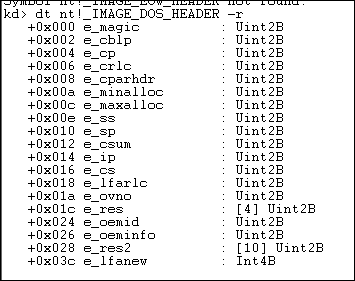 Symbol nt!_IMAGE_EOW_HEADER not found.
kd> dt nt!_IMAGE_DOS_HEADER -r
+0x000 e_magic : Uint2B
+0x002 e_cblp : Uint2B
+0x004 e_cp : Uint2B
+0x006 e_crlc : Uint2B
+0x008 e_cparhdr : Uint2B
+0x00a e_minalloc : Uint2B
+0x00c e_maxalloc : Uint2B
+0x00e e_ss : Uint2B
+0x010 e_sp : Uint2B
+0x012 e_csum : Uint2B
+0x014 e_ip : Uint2B
+0x016 e_cs : Uint2B
+0x018 e_lfarlc : Uint2B
+0x01a e_ovno : Uint2B
+0x01c e_res : [4] Uint2B
+0x024 e_oemid : Uint2B
+0x026 e_oeminfo : Uint2B
+0x028 e_res2 : [10] Uint2B
+0x03c e_lfanew : Int4B